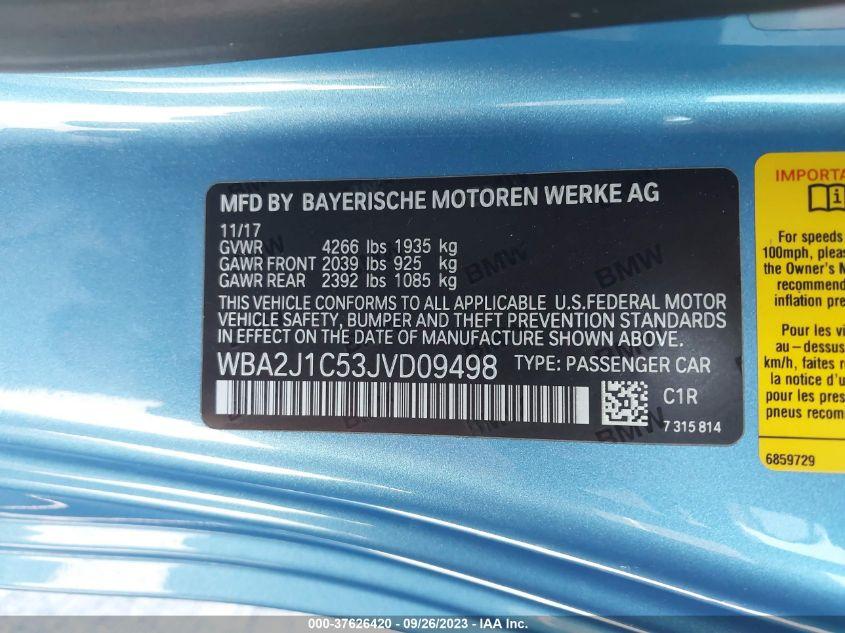 MFD BY BAYERISCHE MOTOREN WERKE AG
11/17
GVWR 4266 lbs 1935 kg
GAWR FRONT 2039 lbs 925 kg
GAWR REAR 2392 lbs 1085 kg
THIS VEHICLE CONFORMS TO ALL APPLICABLE U.S.FEDERAL MOTOR
VEHICLE SAFETY, BUMPER AND THEFT PREVENTION STANDARDS
IN EFFECT ON THE DATE OF MANUFACTURE SHOWN ABOVE.
WBA2J1C53JVD09498 TYPE: PASSENGER CAR
C1R
7 315 814
BMW
BMW
BMW
IMPORTA
For speeds
100mph, pleas
the Owner's M
recommend
inflation pre
Pour les vi
au-dessus
km/h, faites r
la notice d'u
pour les pres
pneus recom
6859729
000-37626420 - 09/26/2023 - IAA Inc.